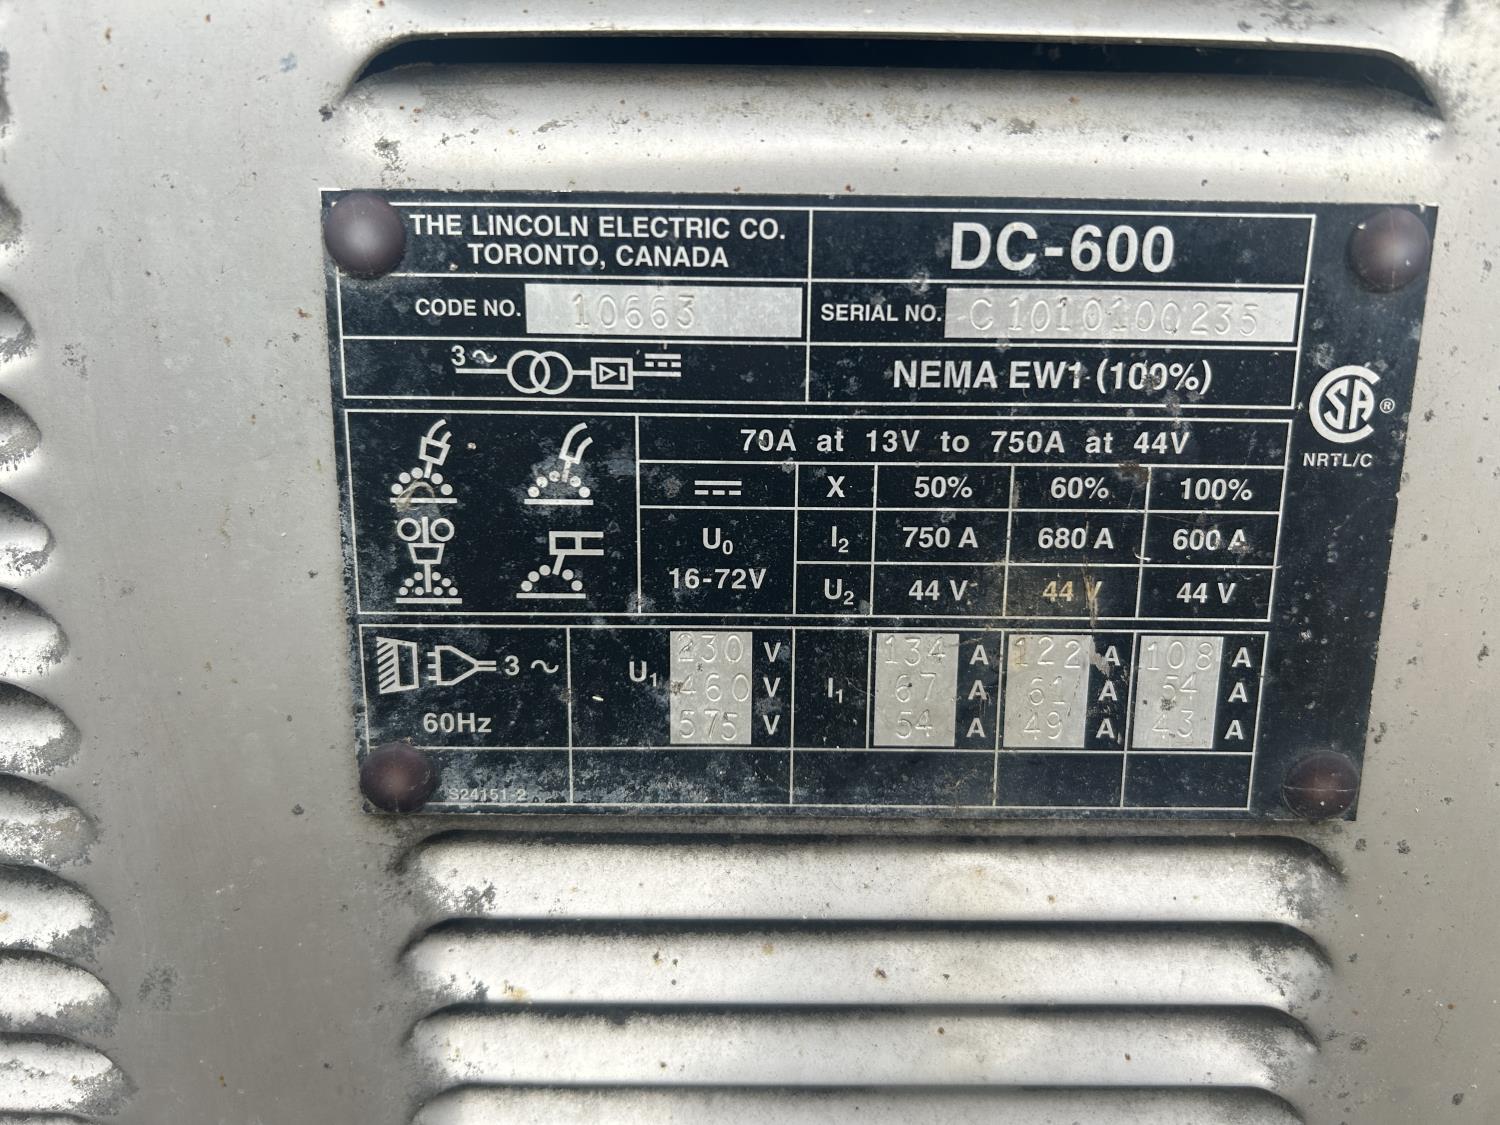 THE LINCOLN ELECTRIC CO.
TORONTO, CANADA
DC-600
CODE NO. 10663
SERIAL NO. C1010100235
3~
NEMA EW1 (100%)
CSA ®
NRTL/C
70A at 13V to 750A at 44V
X 50% 60% 100%
U0
16-72V
I2 750 A 680 A 600 A
U2 44 V 44 V 44 V
3 ~
60Hz
U1
230 V
460 V
575 V
I1
134 A 122 A 108 A
67 A 61 A 54 A
54 A 49 A 43 A
S24151-2